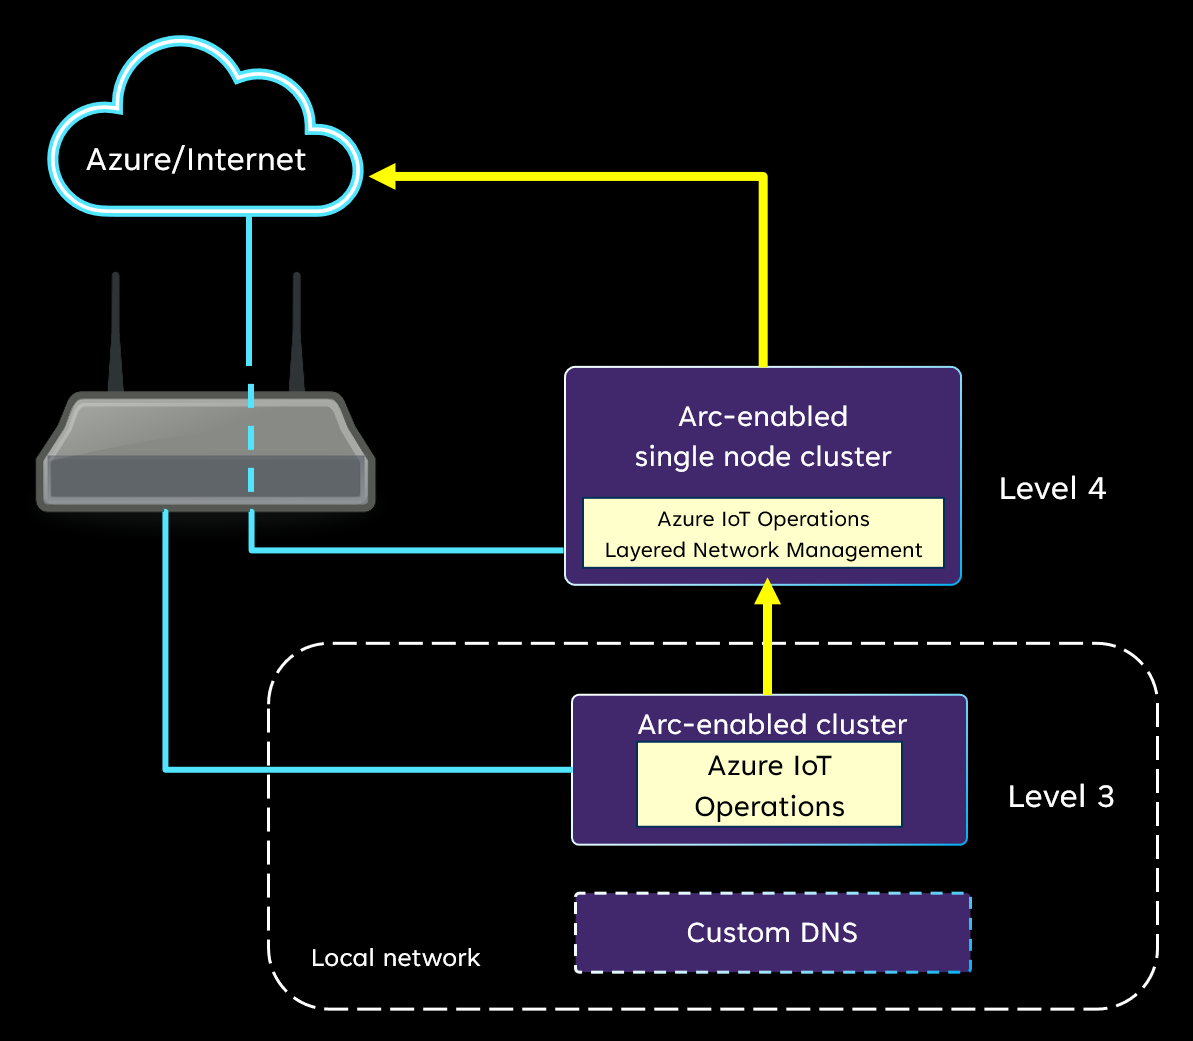 Azure/Internet
Arc-enabled
single node cluster
Azure IoT Operations
Layered Network Management
Level 4
Arc-enabled cluster
Azure IoT
Operations
Level 3
Custom DNS
Local network